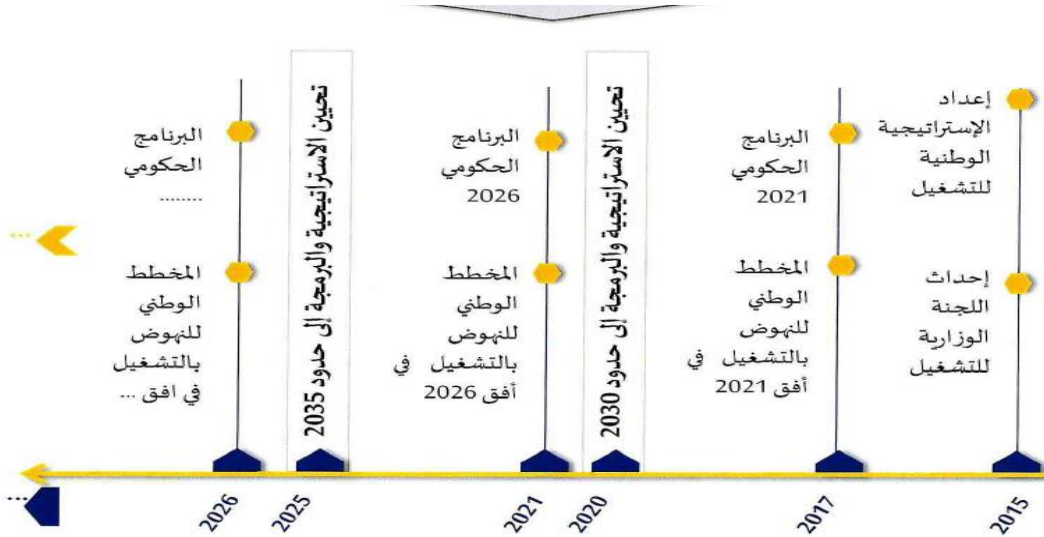 إعداد
الإستراتيجية
الوطنية
للتشغيل
إحداث
اللجنة
الوزارية
للتشغيل
2015
البرنامج
الحكومي
2021
المخطط
الوطني
للنهوض
بالتشغيل في
أفق 2021
2017
تحيين الاستراتيجية والبرمجة إلى حدود 2030
2020
البرنامج
الحكومي
2026
المخطط
الوطني
للنهوض
بالتشغيل في
أفق 2026
2021
تحيين الاستراتيجية والبرمجة إلى حدود 2035
2025
البرنامج
الحكومي
........
المخطط
الوطني
للنهوض
بالتشغيل
في افق ...
2026
...
...